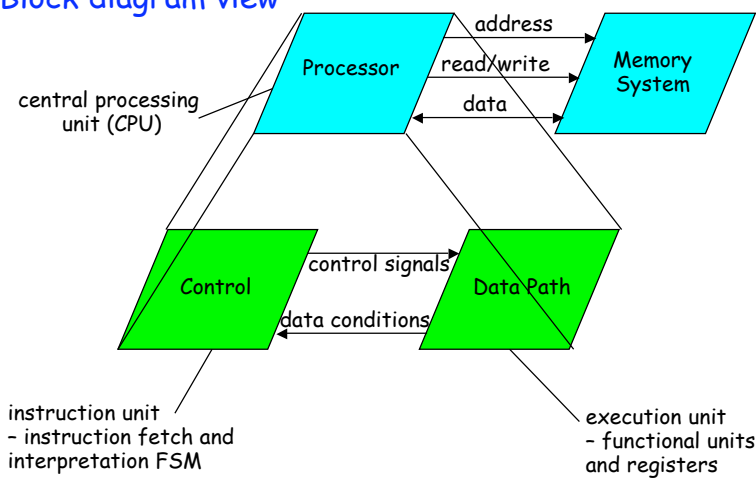 Block diagram view
address
Processor
read/write
Memory
System
central processing
unit (CPU)
data
control signals
Control
Data Path
data conditions
instruction unit
– instruction fetch and
interpretation FSM
execution unit
– functional units
and registers